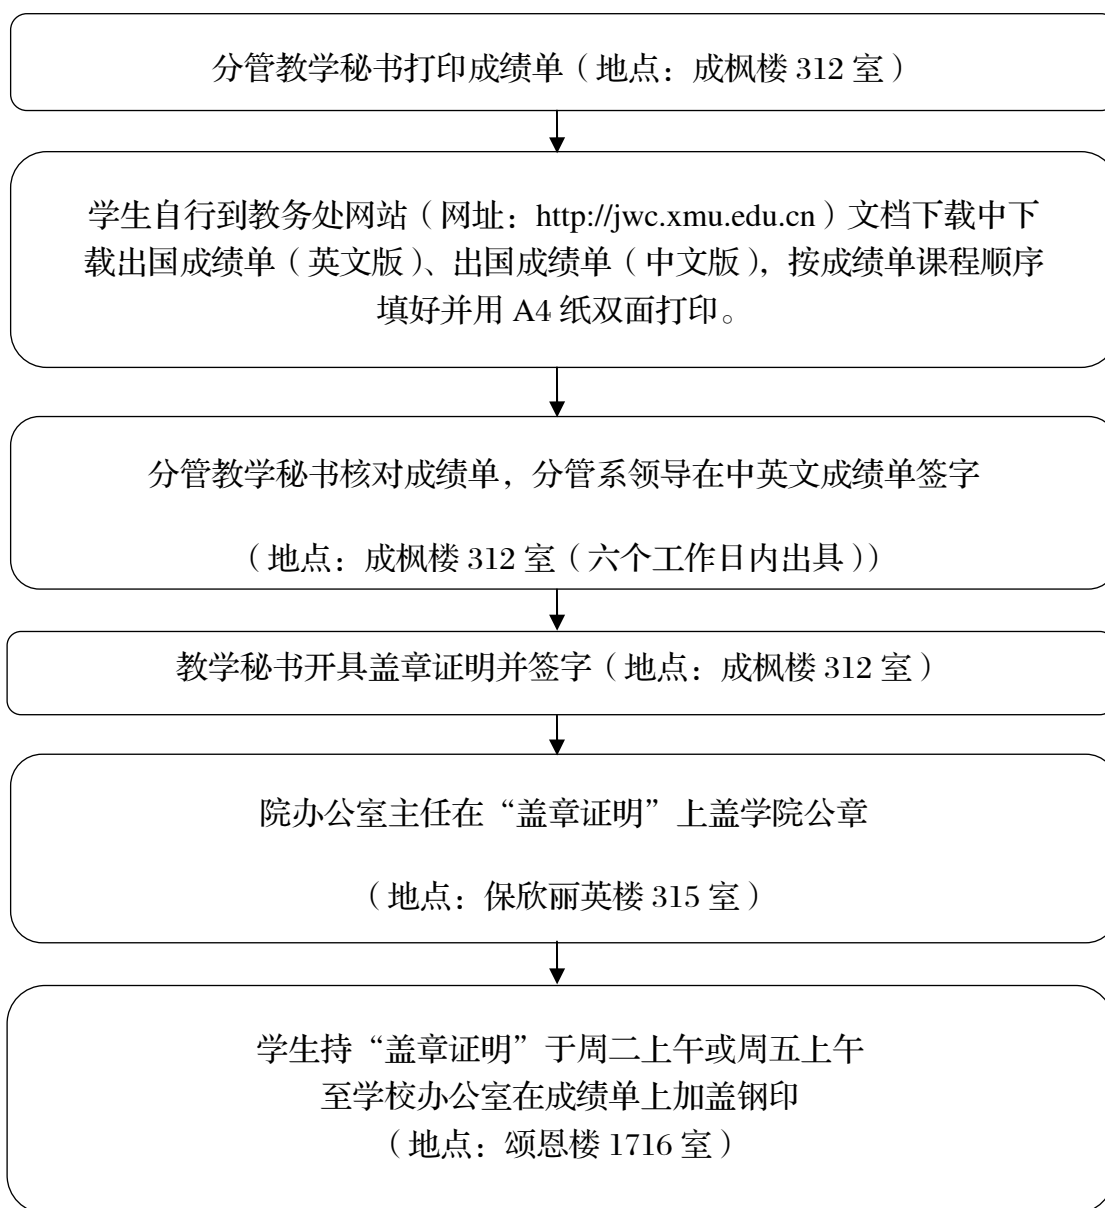 分管教学秘书打印成绩单（地点：成枫楼 312 室）
学生自行到教务处网站（网址：http://jwc.xmu.edu.cn）文档下载中下
载出国成绩单（英文版）、出国成绩单（中文版），按成绩单课程顺序
填好并用 A4 纸双面打印。
分管教学秘书核对成绩单，分管系领导在中英文成绩单签字
（地点：成枫楼 312 室（六个工作日内出具））
教学秘书开具盖章证明并签字（地点：成枫楼 312 室）
院办公室主任在“盖章证明”上盖学院公章
（地点：保欣丽英楼 315 室）
学生持“盖章证明”于周二上午或周五上午
至学校办公室在成绩单上加盖钢印
（地点：颂恩楼 1716 室）